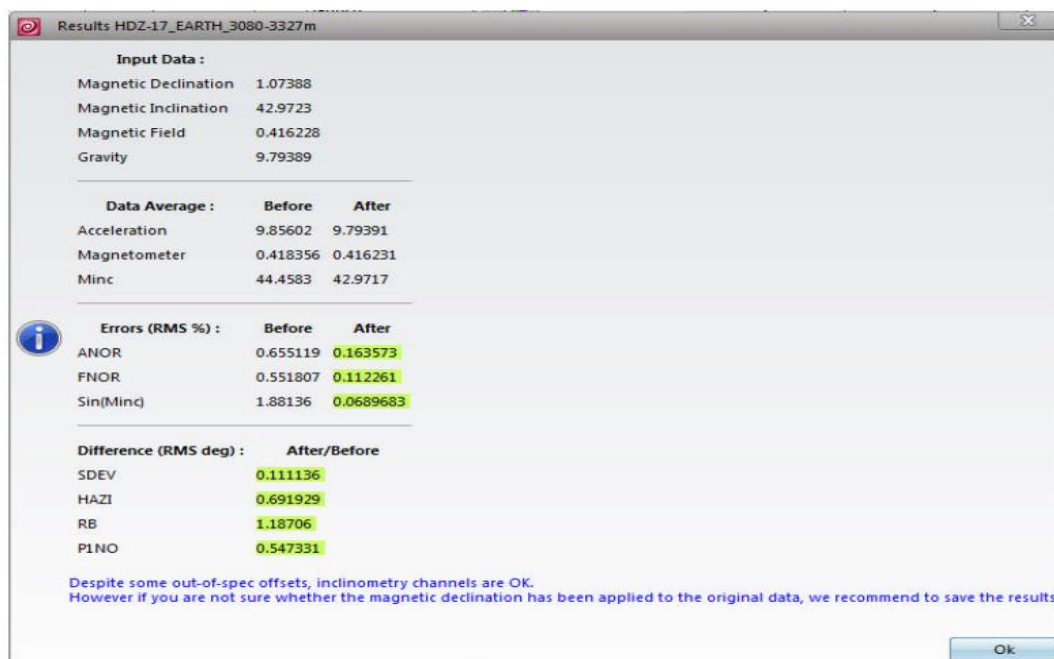 Results HDZ-17_EARTH_3080-3327m
Input Data :
Magnetic Declination 1.07388
Magnetic Inclination 42.9723
Magnetic Field 0.416228
Gravity 9.79389
Data Average : Before After
Acceleration 9.85602 9.79391
Magnetometer 0.418356 0.416231
Minc 44.4583 42.9717
Errors (RMS %) : Before After
ANOR 0.655119 0.163573
FNOR 0.551807 0.112261
Sin(Minc) 1.88136 0.0689683
Difference (RMS deg) : After/Before
SDEV 0.111136
HAZI 0.691929
RB 1.18706
P1NO 0.547331
Despite some out-of-spec offsets, inclinometry channels are OK.
However if you are not sure whether the magnetic declination has been applied to the original data, we recommend to save the results
Ok